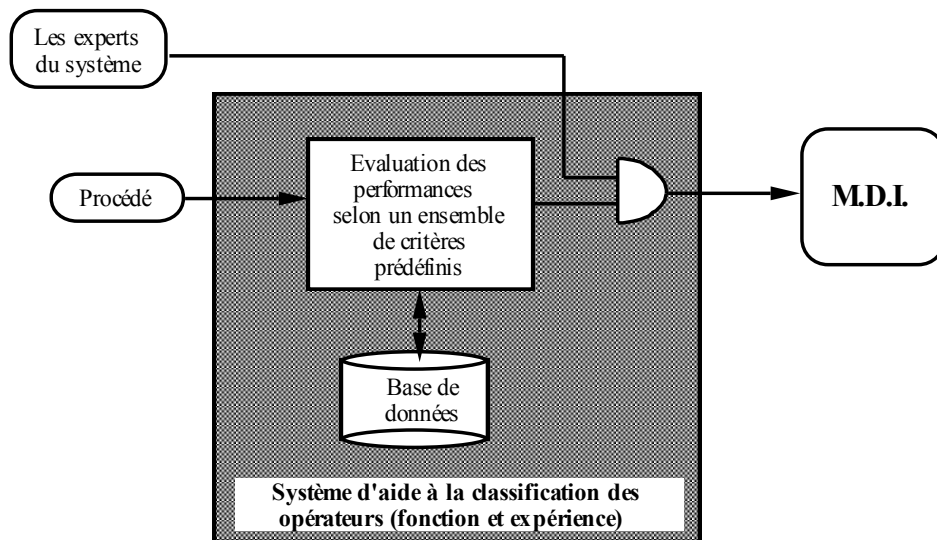 Les experts
du système
Procédé
Evaluation des
performances
selon un ensemble
de critères
prédéfinis
M.D.I.
Base de
données
Système d'aide à la classification des
opérateurs (fonction et expérience)